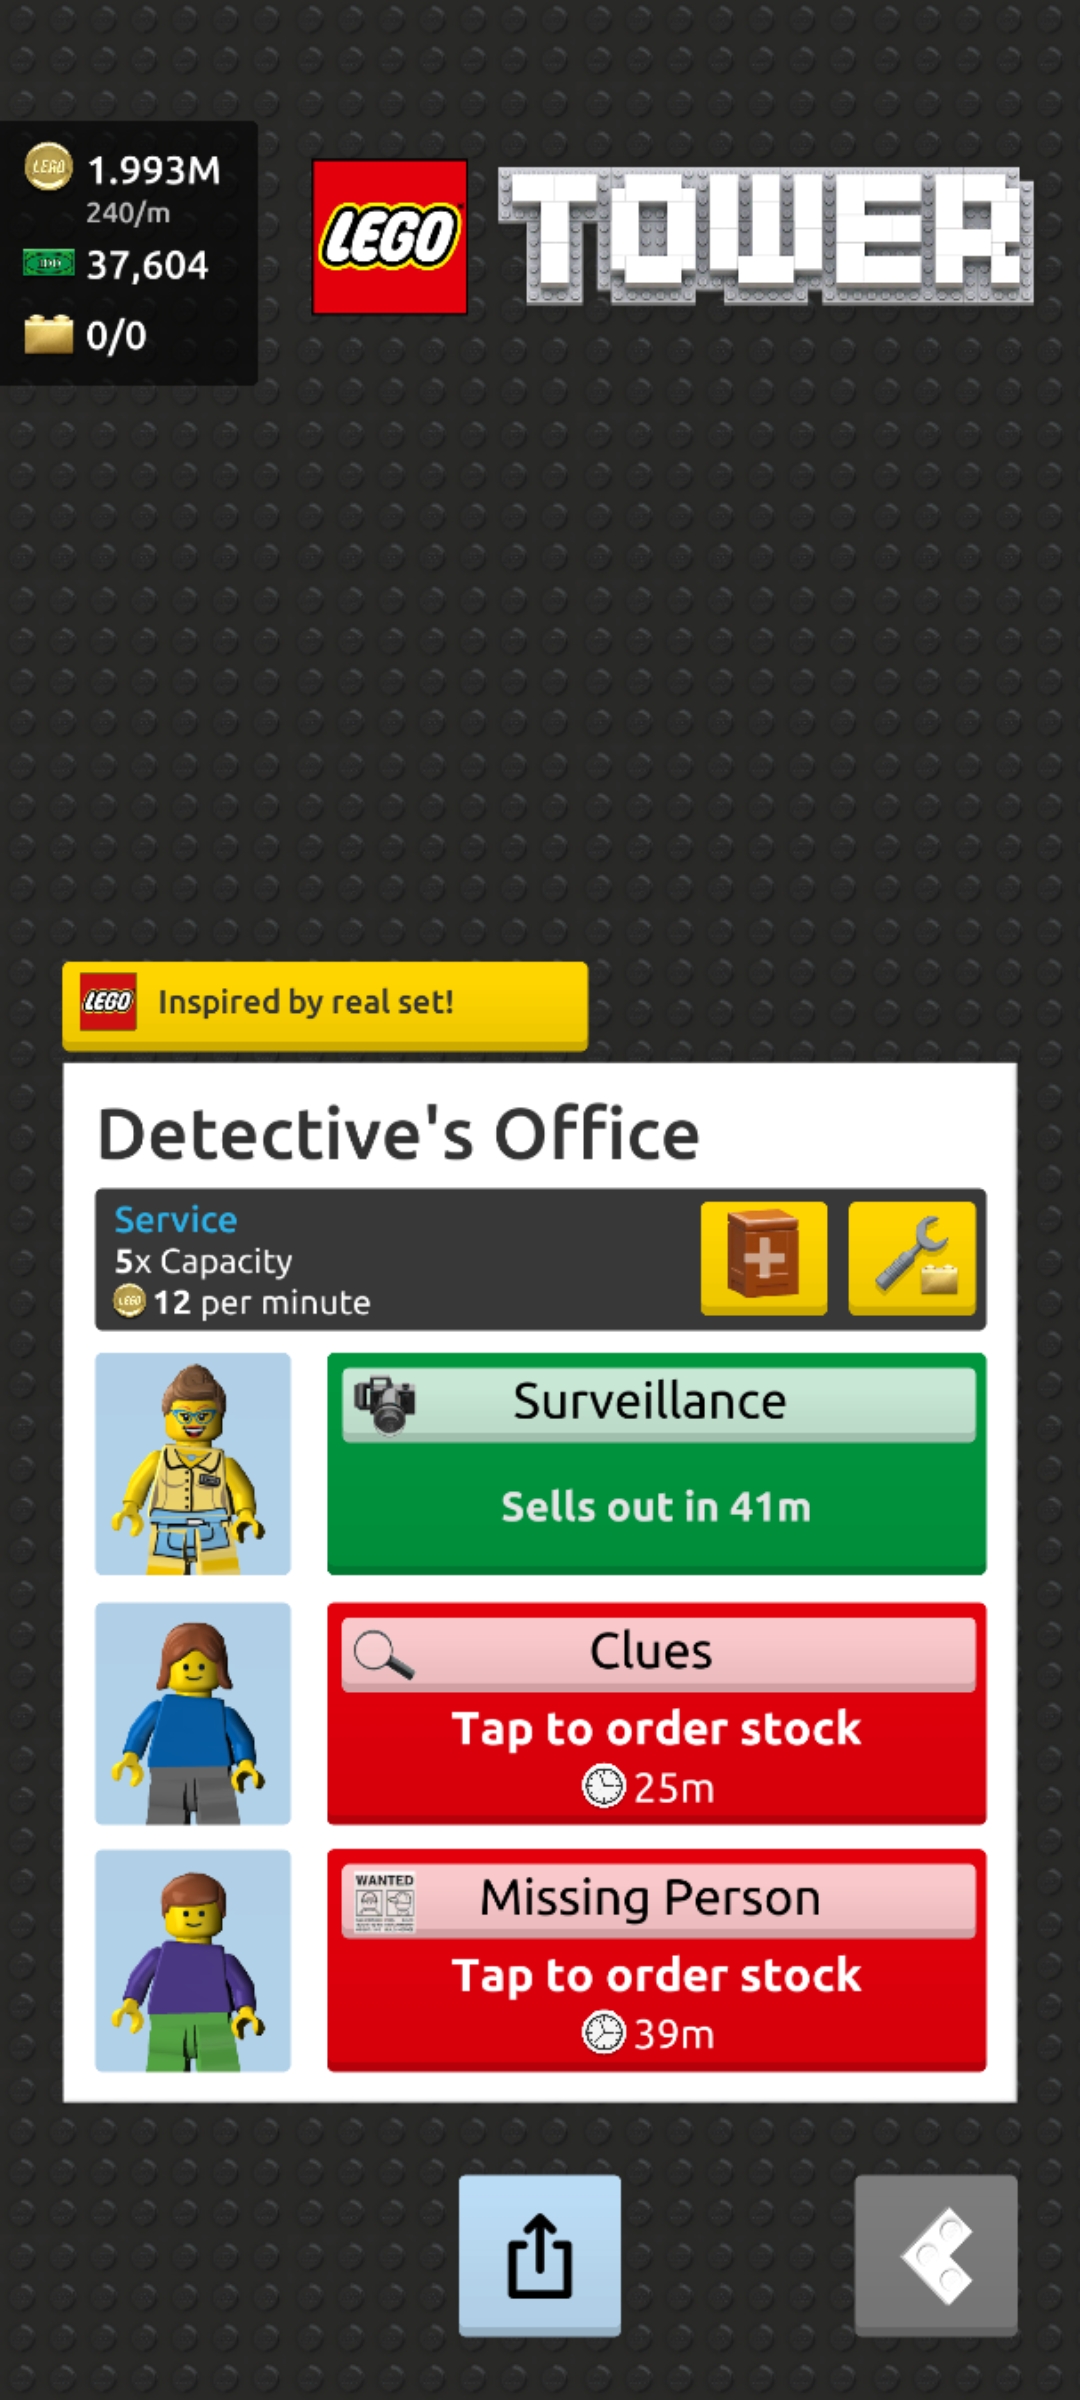 1.993M
240/m
37,604
0/0
LEGO
TOWER
LEGO Inspired by real set!
Detective's Office
Service
5x Capacity
12 per minute
Surveillance
Sells out in 41m
Clues
Tap to order stock
25m
WANTED
Missing Person
Tap to order stock
39m